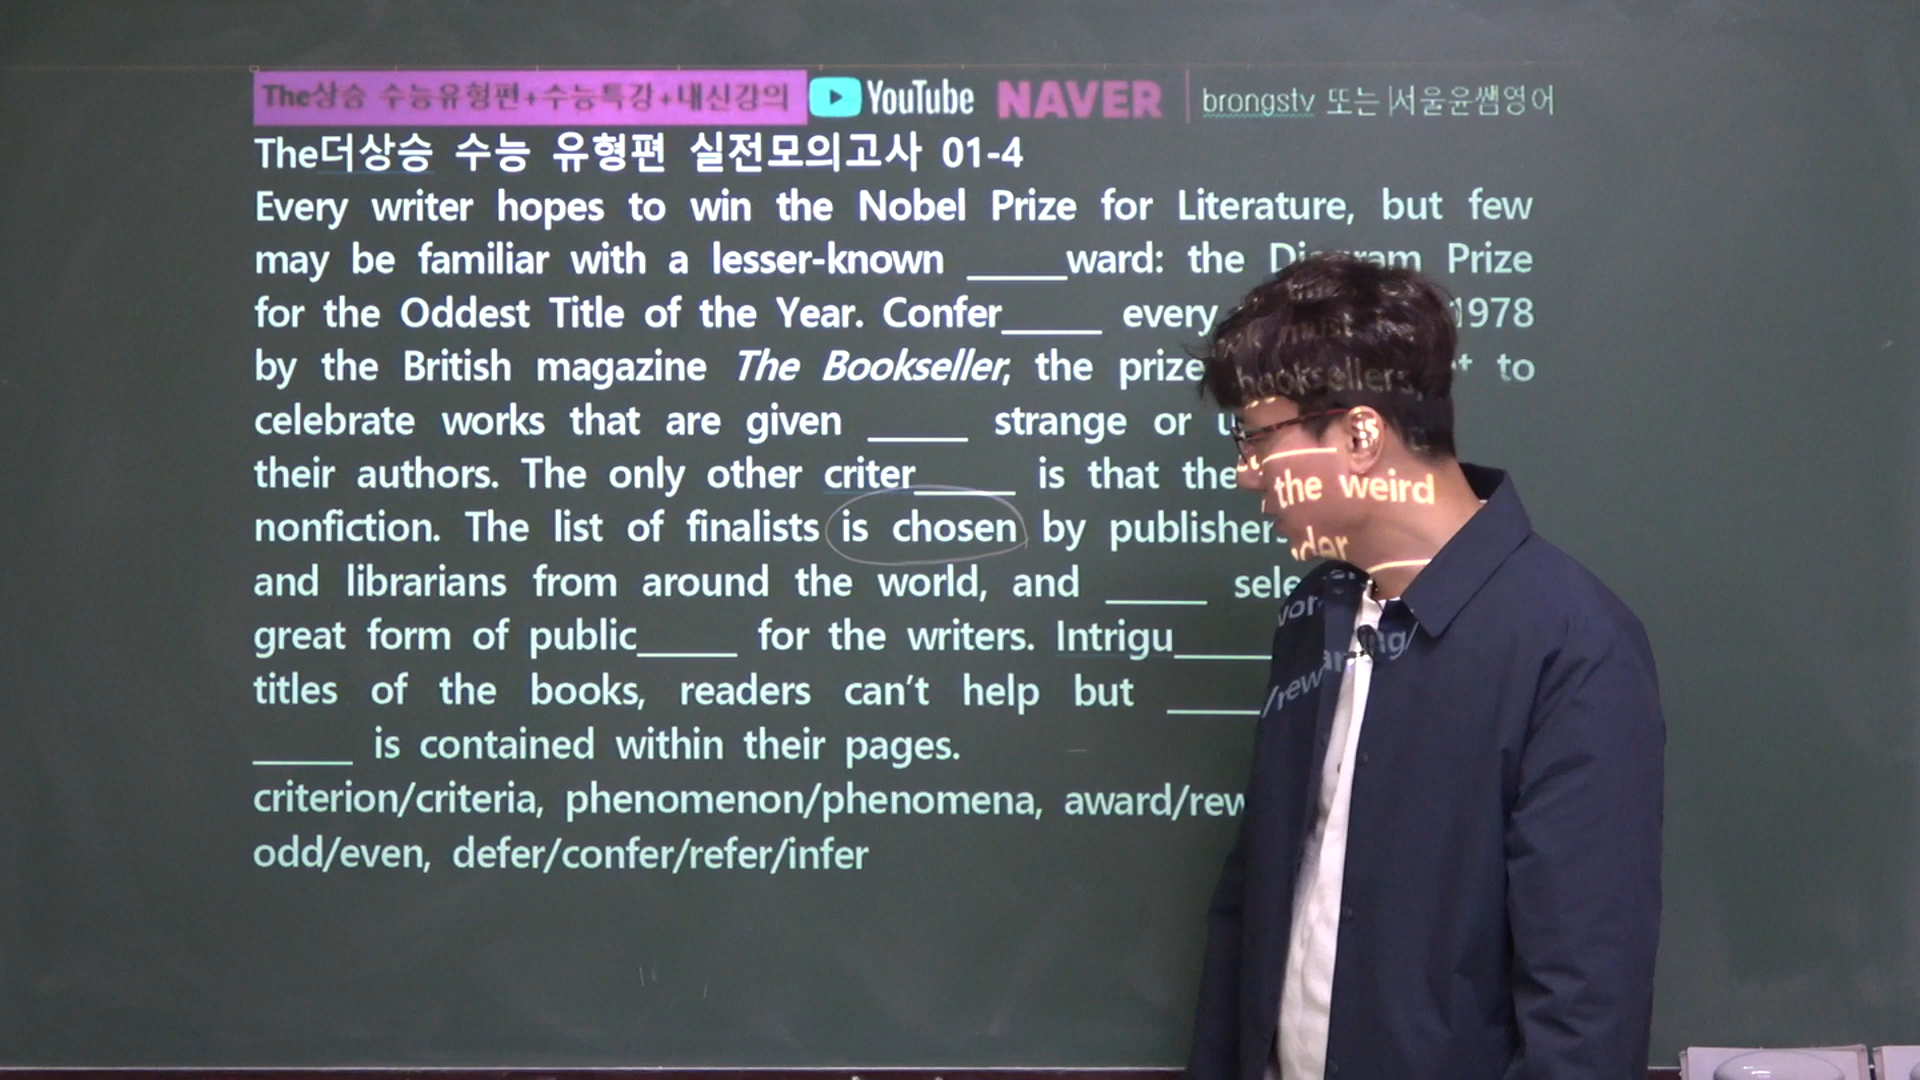 The상승 수능유형편+수능특강+내신강의 YouTube NAVER brongstv 또는 서울윤쌤영어
The더상승 수능 유형편 실전모의고사 01-4
Every writer hopes to win the Nobel Prize for Literature, but few
may be familiar with a lesser-known _____ward: the Prize
for the Oddest Title of the Year. Confer_____ every 1978
by the British magazine The Bookseller, the prize to
celebrate works that are given _____ strange or
their authors. The only other criter_____ is that the must
nonfiction. The list of finalists is chosen by booksellers
and librarians from around the world, and _____
great form of public_____ for the writers. Intrigu_____ the weird
titles of the books, readers can't help but _____
_____ is contained within their pages.
criterion/criteria, phenomenon/phenomena, award/
odd/even, defer/confer/refer/infer